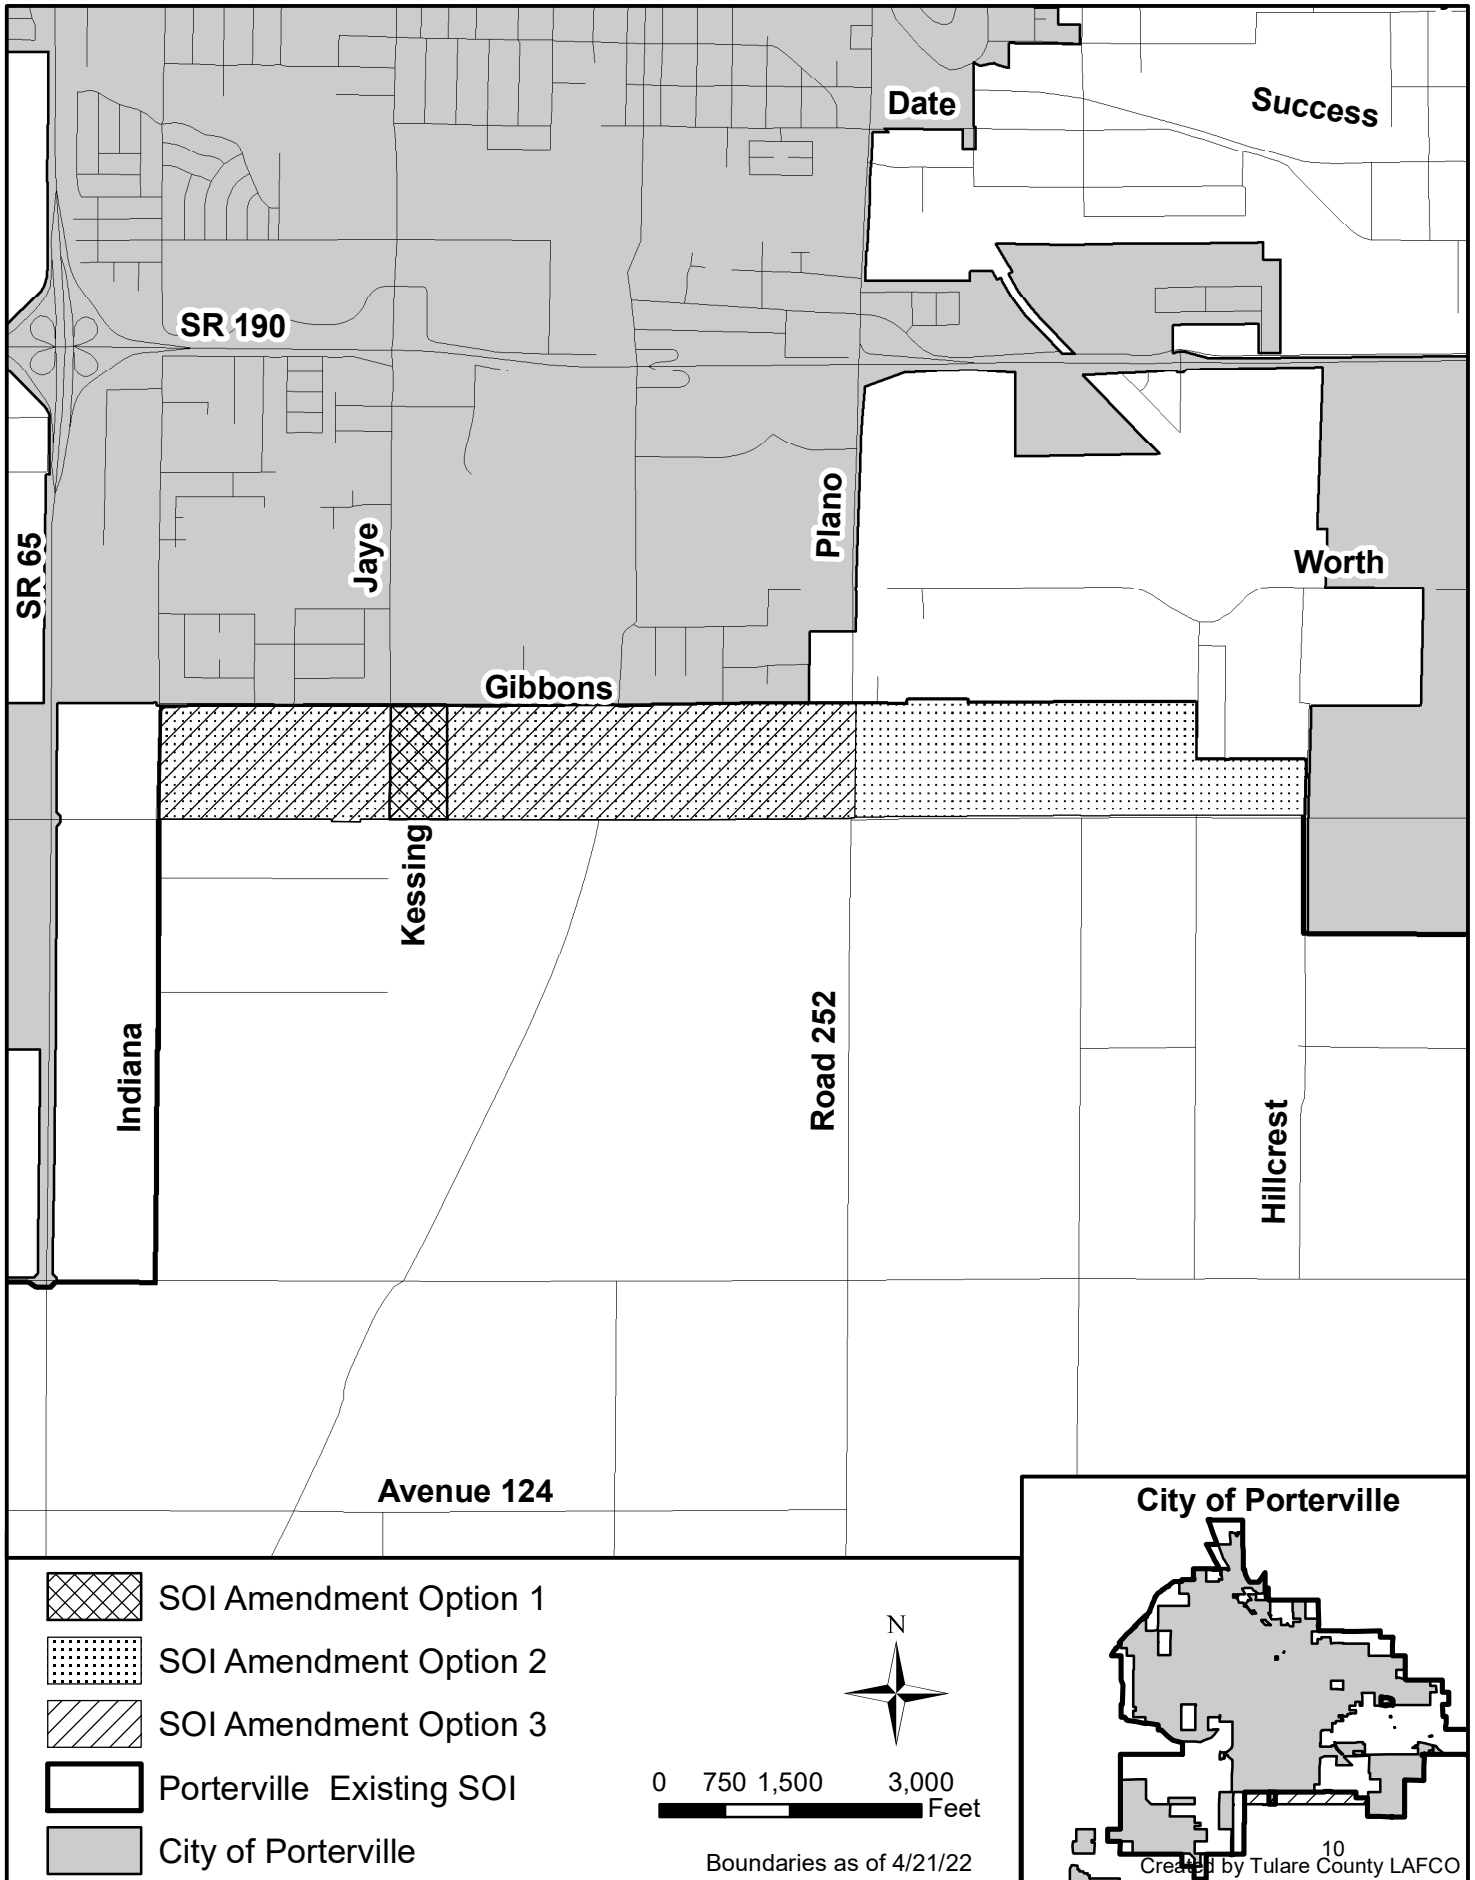 Date
Success
SR 190
SR 65
Jaye
Plano
Worth
Gibbons
Kessing
Indiana
Road 252
Hillcrest
Avenue 124
City of Porterville
SOI Amendment Option 1
SOI Amendment Option 2
SOI Amendment Option 3
Porterville Existing SOI
City of Porterville
N
0 750 1,500 3,000
Feet
Boundaries as of 4/21/22
10
Created by Tulare County LAFCO